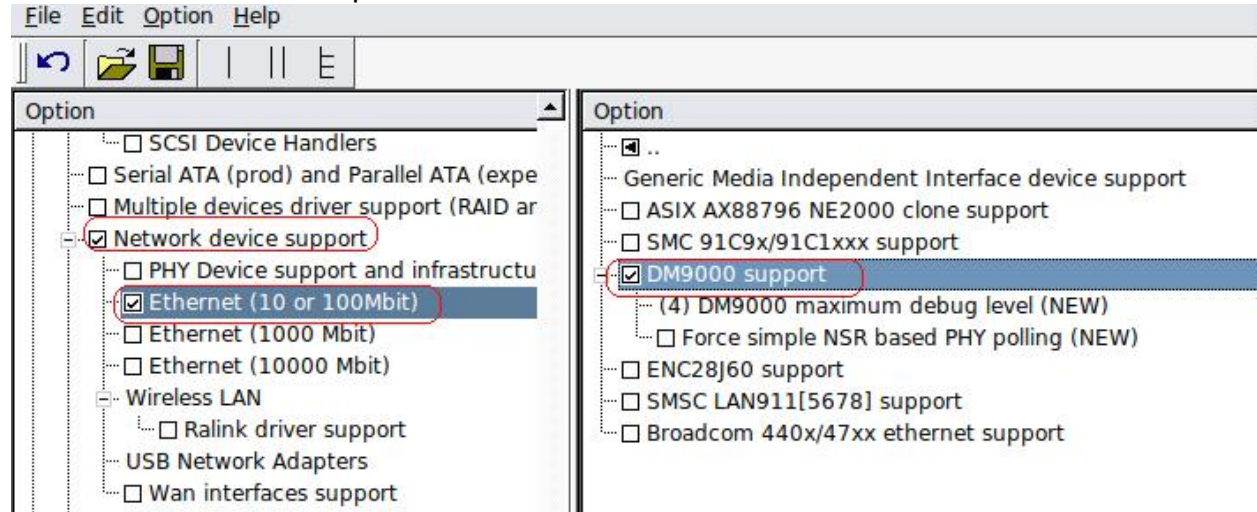 File Edit Option Help
Option
SCSI Device Handlers
Serial ATA (prod) and Parallel ATA (expe
Multiple devices driver support (RAID ar
Network device support
PHY Device support and infrastructu
Ethernet (10 or 100Mbit)
Ethernet (1000 Mbit)
Ethernet (10000 Mbit)
Wireless LAN
Ralink driver support
USB Network Adapters
Wan interfaces support
Option
..
Generic Media Independent Interface device support
ASIX AX88796 NE2000 clone support
SMC 91C9x/91C1xxx support
DM9000 support
(4) DM9000 maximum debug level (NEW)
Force simple NSR based PHY polling (NEW)
ENC28J60 support
SMSC LAN911[5678] support
Broadcom 440x/47xx ethernet support